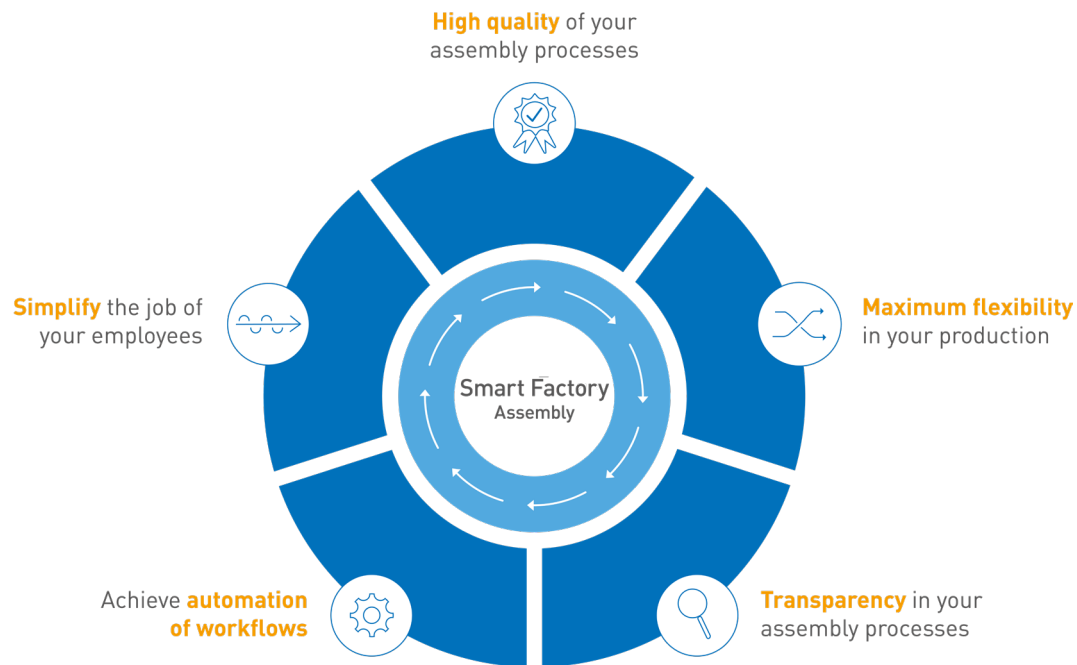 High quality of your
assembly processes
Simplify the job of
your employees
Maximum flexibility
in your production
Smart Factory
Assembly
Achieve automation
of workflows
Transparency in your
assembly processes